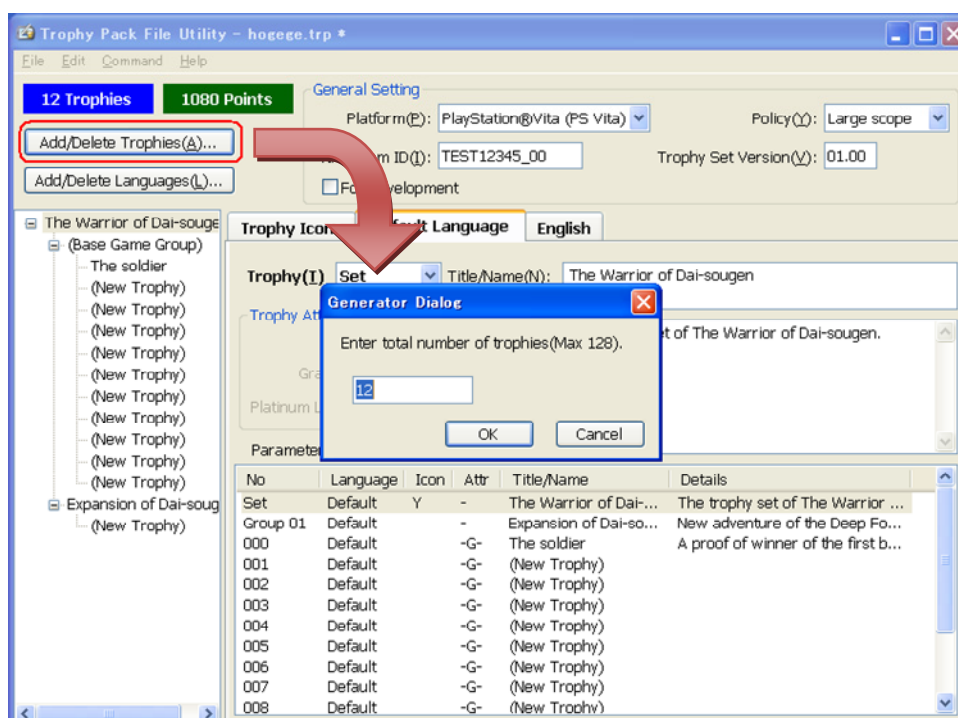 Trophy Pack File Utility - hogege.trp *
File Edit Command Help
12 Trophies 1080 Points
General Setting
Platform(P): PlayStation®Vita (PS Vita) Policy(Y): Large scope
Add/Delete Trophies(A)...
m ID(I): TEST12345_00 Trophy Set Version(V): 01.00
Add/Delete Languages(L)...
The Warrior of Dai-souge
Trophy Icon Language English
(Base Game Group)
The soldier
(New Trophy)
(New Trophy)
(New Trophy)
(New Trophy)
(New Trophy)
(New Trophy)
(New Trophy)
(New Trophy)
(New Trophy)
(New Trophy)
Expansion of Dai-soug
(New Trophy)
Trophy(T) Set Title/Name(N): The Warrior of Dai-sougen
Trophy Att
t of The Warrior of Dai-sougen.
Gra
Platinum L
Generator Dialog
Enter total number of trophies(Max 128).
12
OK Cancel
Parameter
No Language Icon Attr Title/Name Details
Set Default Y - The Warrior of Dai-... The trophy set of The Warrior ...
Group 01 Default - Expansion of Dai-so... New adventure of the Deep Fo...
000 Default -G- The soldier A proof of winner of the first b...
001 Default -G- (New Trophy)
002 Default -G- (New Trophy)
003 Default -G- (New Trophy)
004 Default -G- (New Trophy)
005 Default -G- (New Trophy)
006 Default -G- (New Trophy)
007 Default -G- (New Trophy)
008 Default -G- (New Trophy)